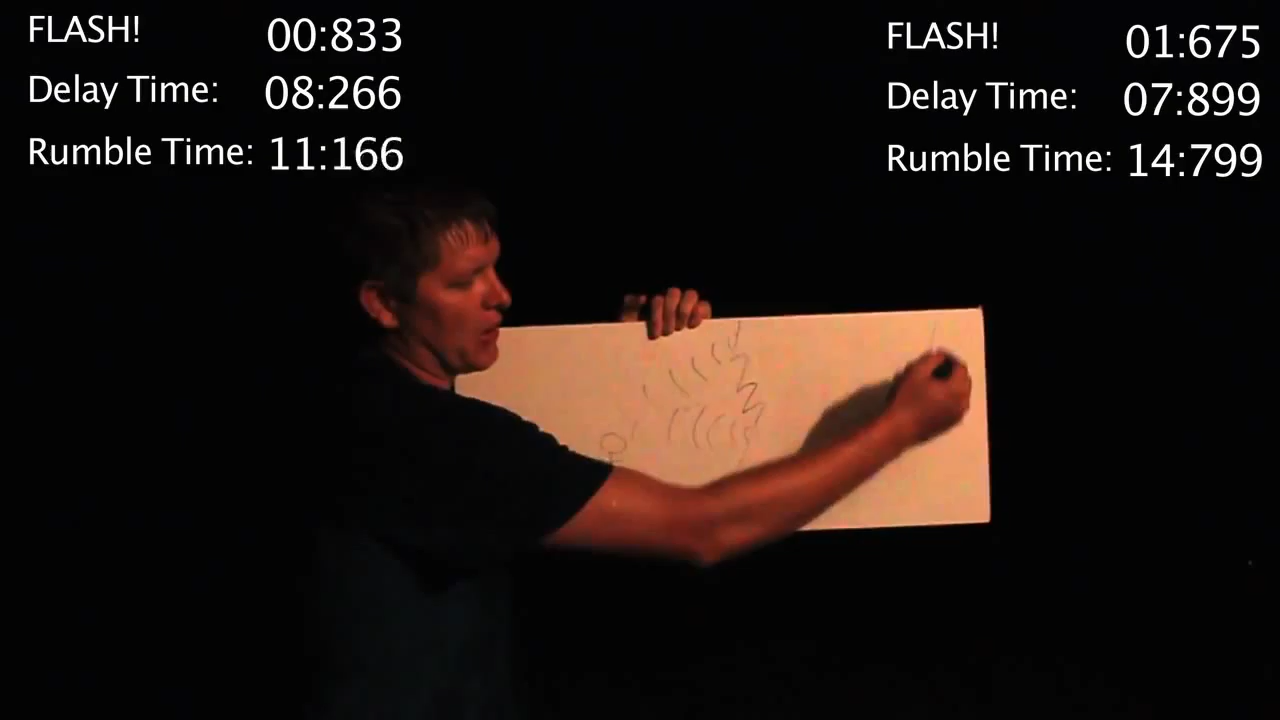 FLASH! 00:833
Delay Time: 08:266
Rumble Time: 11:166
FLASH! 01:675
Delay Time: 07:899
Rumble Time: 14:799